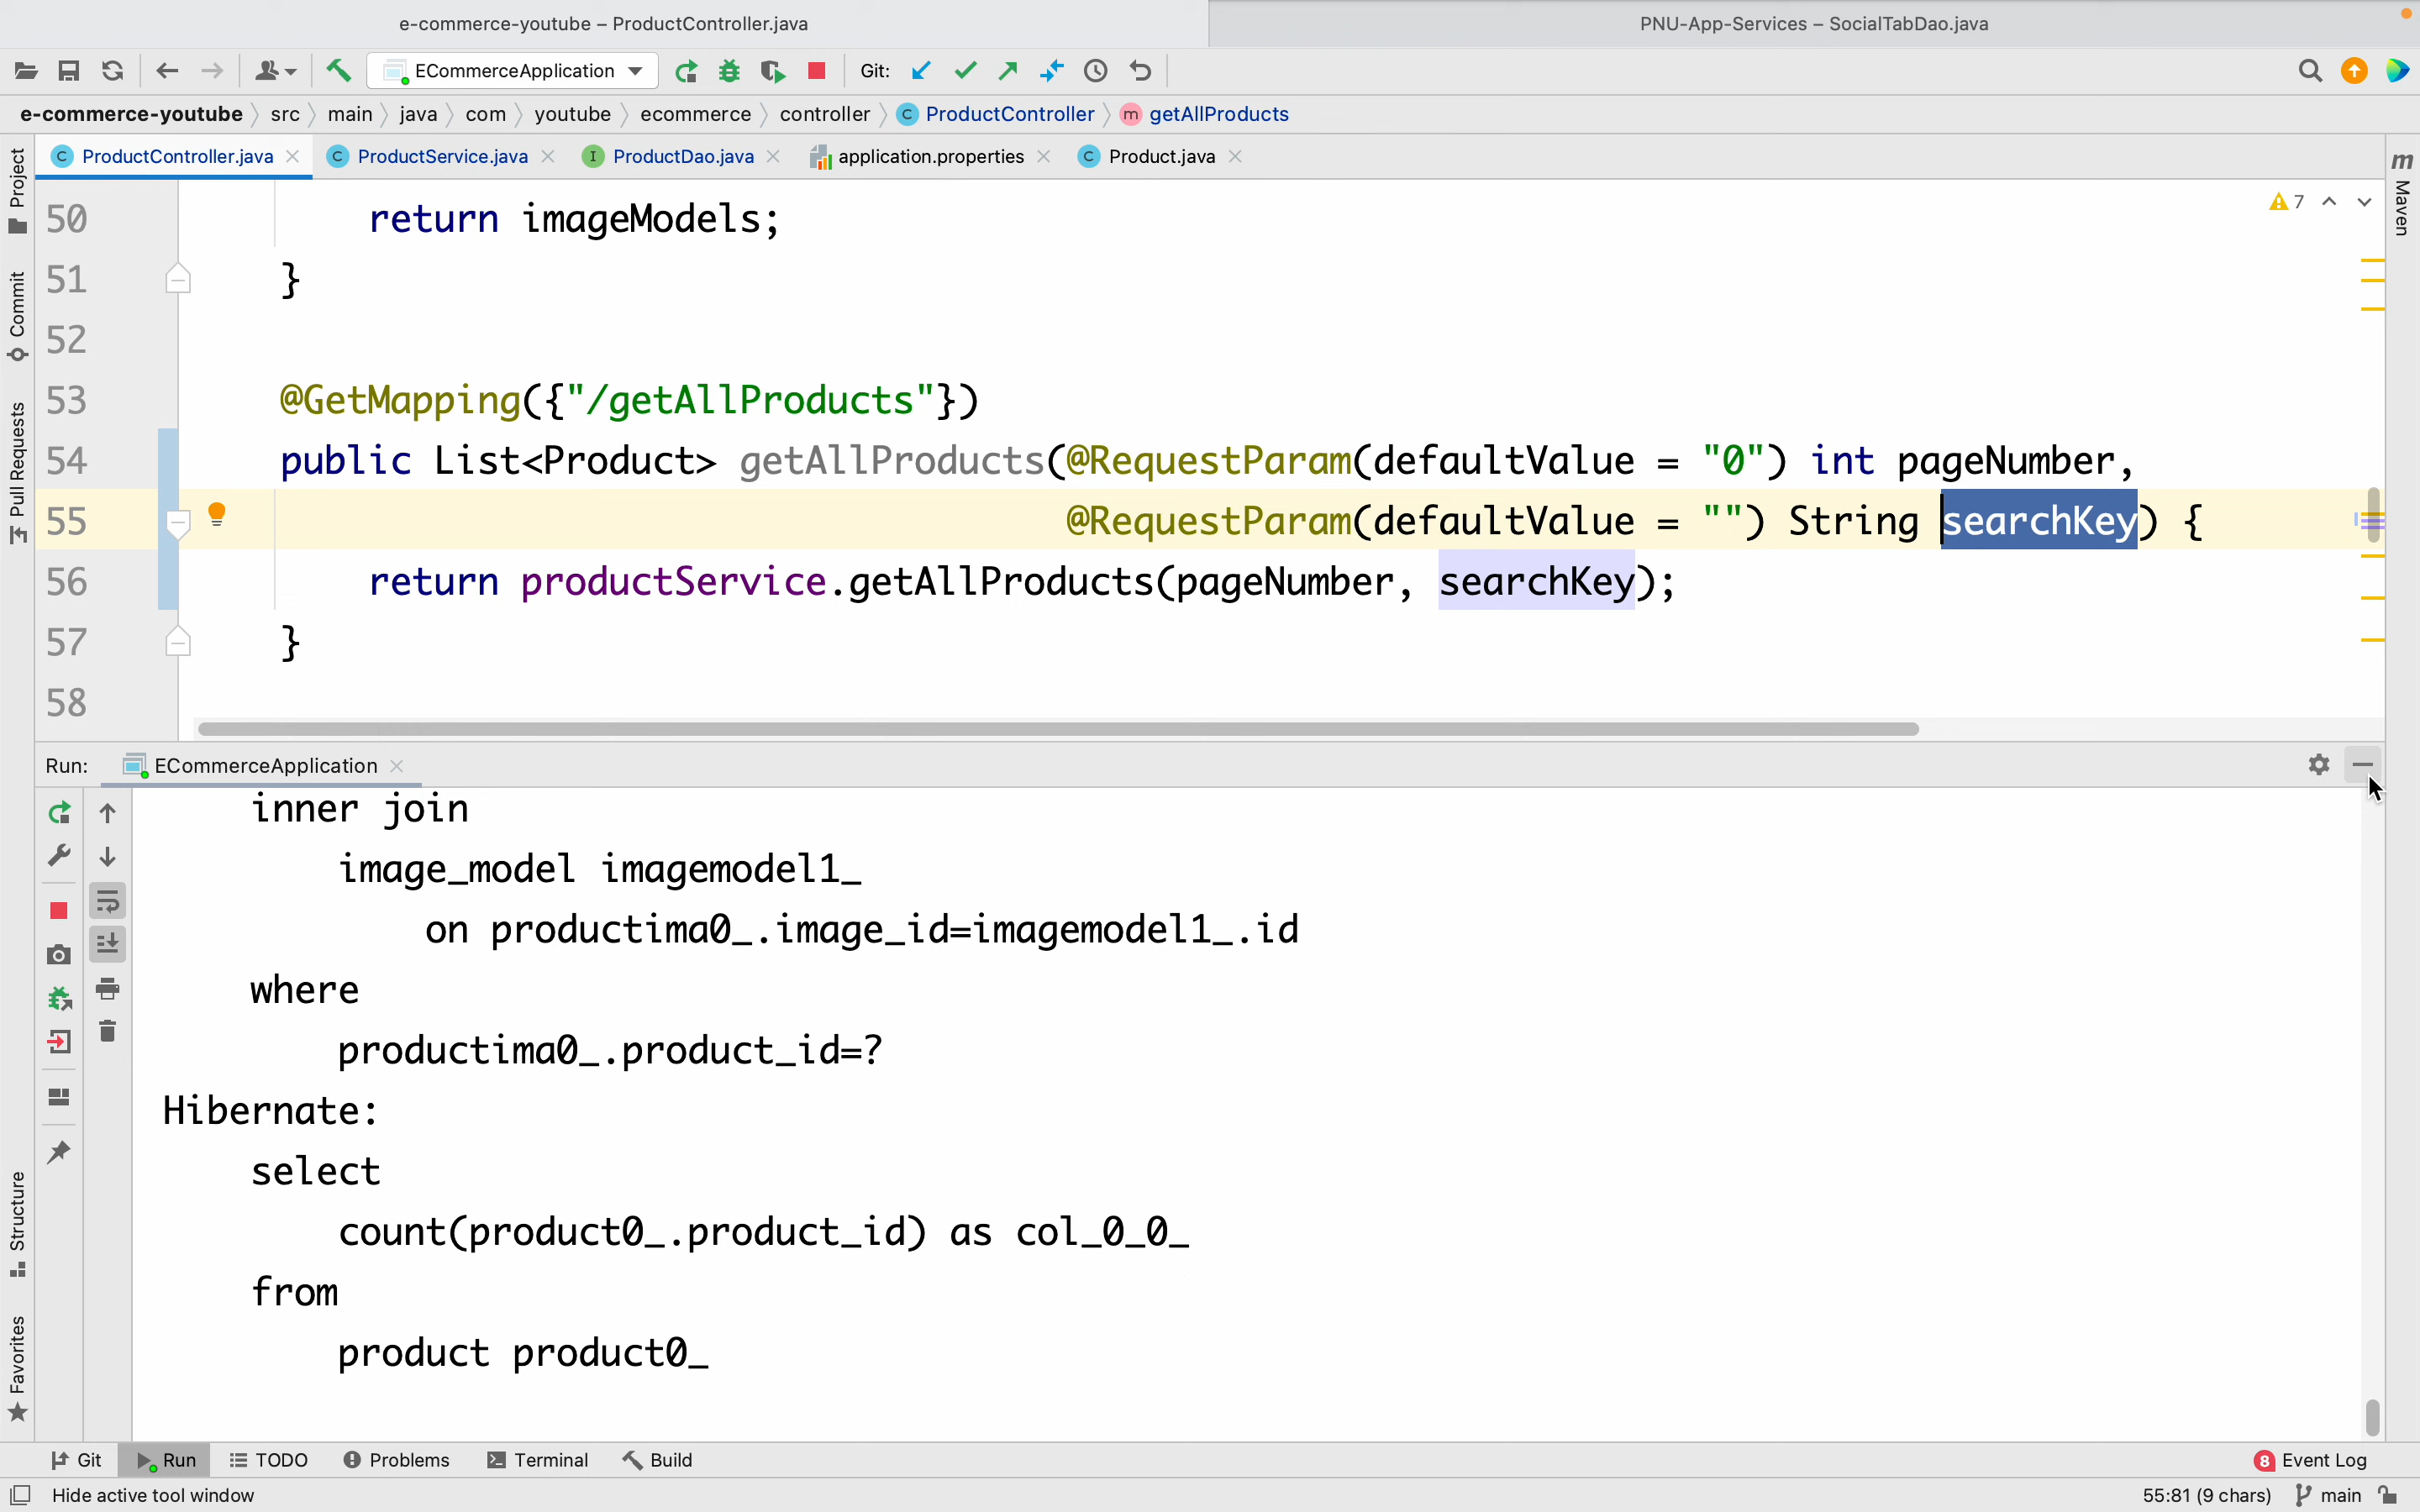 e-commerce-youtube – ProductController.java
PNU-App-Services – SocialTabDao.java
ECommerceApplication
Git:
e-commerce-youtube src main java com youtube ecommerce controller C ProductController m getAllProducts
C ProductController.java C ProductService.java I ProductDao.java application.properties C Product.java
Project
Commit
Pull Requests
m Maven
7
50 return imageModels;
51 }
52
53 @GetMapping({"/getAllProducts"})
54 public List<Product> getAllProducts(@RequestParam(defaultValue = "0") int pageNumber,
55 @RequestParam(defaultValue = "") String searchKey) {
56 return productService.getAllProducts(pageNumber, searchKey);
57 }
58
Run: ECommerceApplication
inner join
image_model imagemodel1_
on productima0_.image_id=imagemodel1_.id
where
productima0_.product_id=?
Hibernate:
select
count(product0_.product_id) as col_0_0_
from
product product0_
Structure
Favorites
Git Run TODO Problems Terminal Build 8 Event Log
Hide active tool window 55:81 (9 chars) main